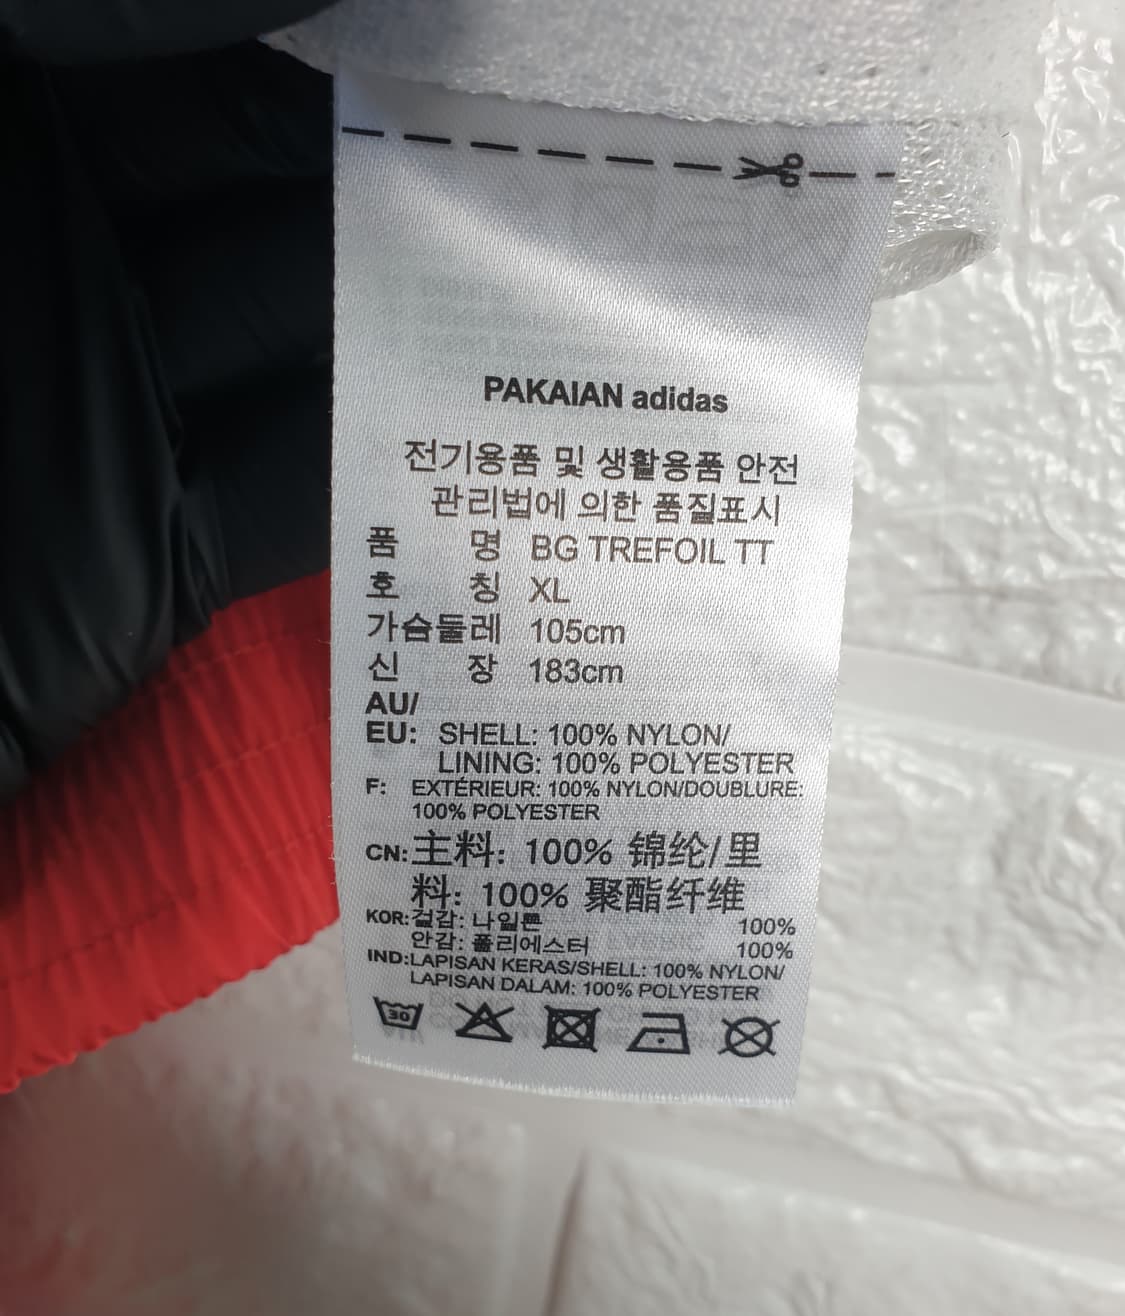 PAKAIAN adidas
전기용품 및 생활용품 안전
관리법에 의한 품질표시
품 명 BG TREFOIL TT
호 칭 XL
가슴둘레 105cm
신 장 183cm
AU/
EU: SHELL: 100% NYLON/
LINING: 100% POLYESTER
F: EXTÉRIEUR: 100% NYLON/DOUBLURE:
100% POLYESTER
CN: 主料: 100% 锦纶/里
料: 100% 聚酯纤维
KOR: 겉감: 나일론 100%
안감: 폴리에스터 100%
IND: LAPISAN KERAS/SHELL: 100% NYLON/
LAPISAN DALAM: 100% POLYESTER
30